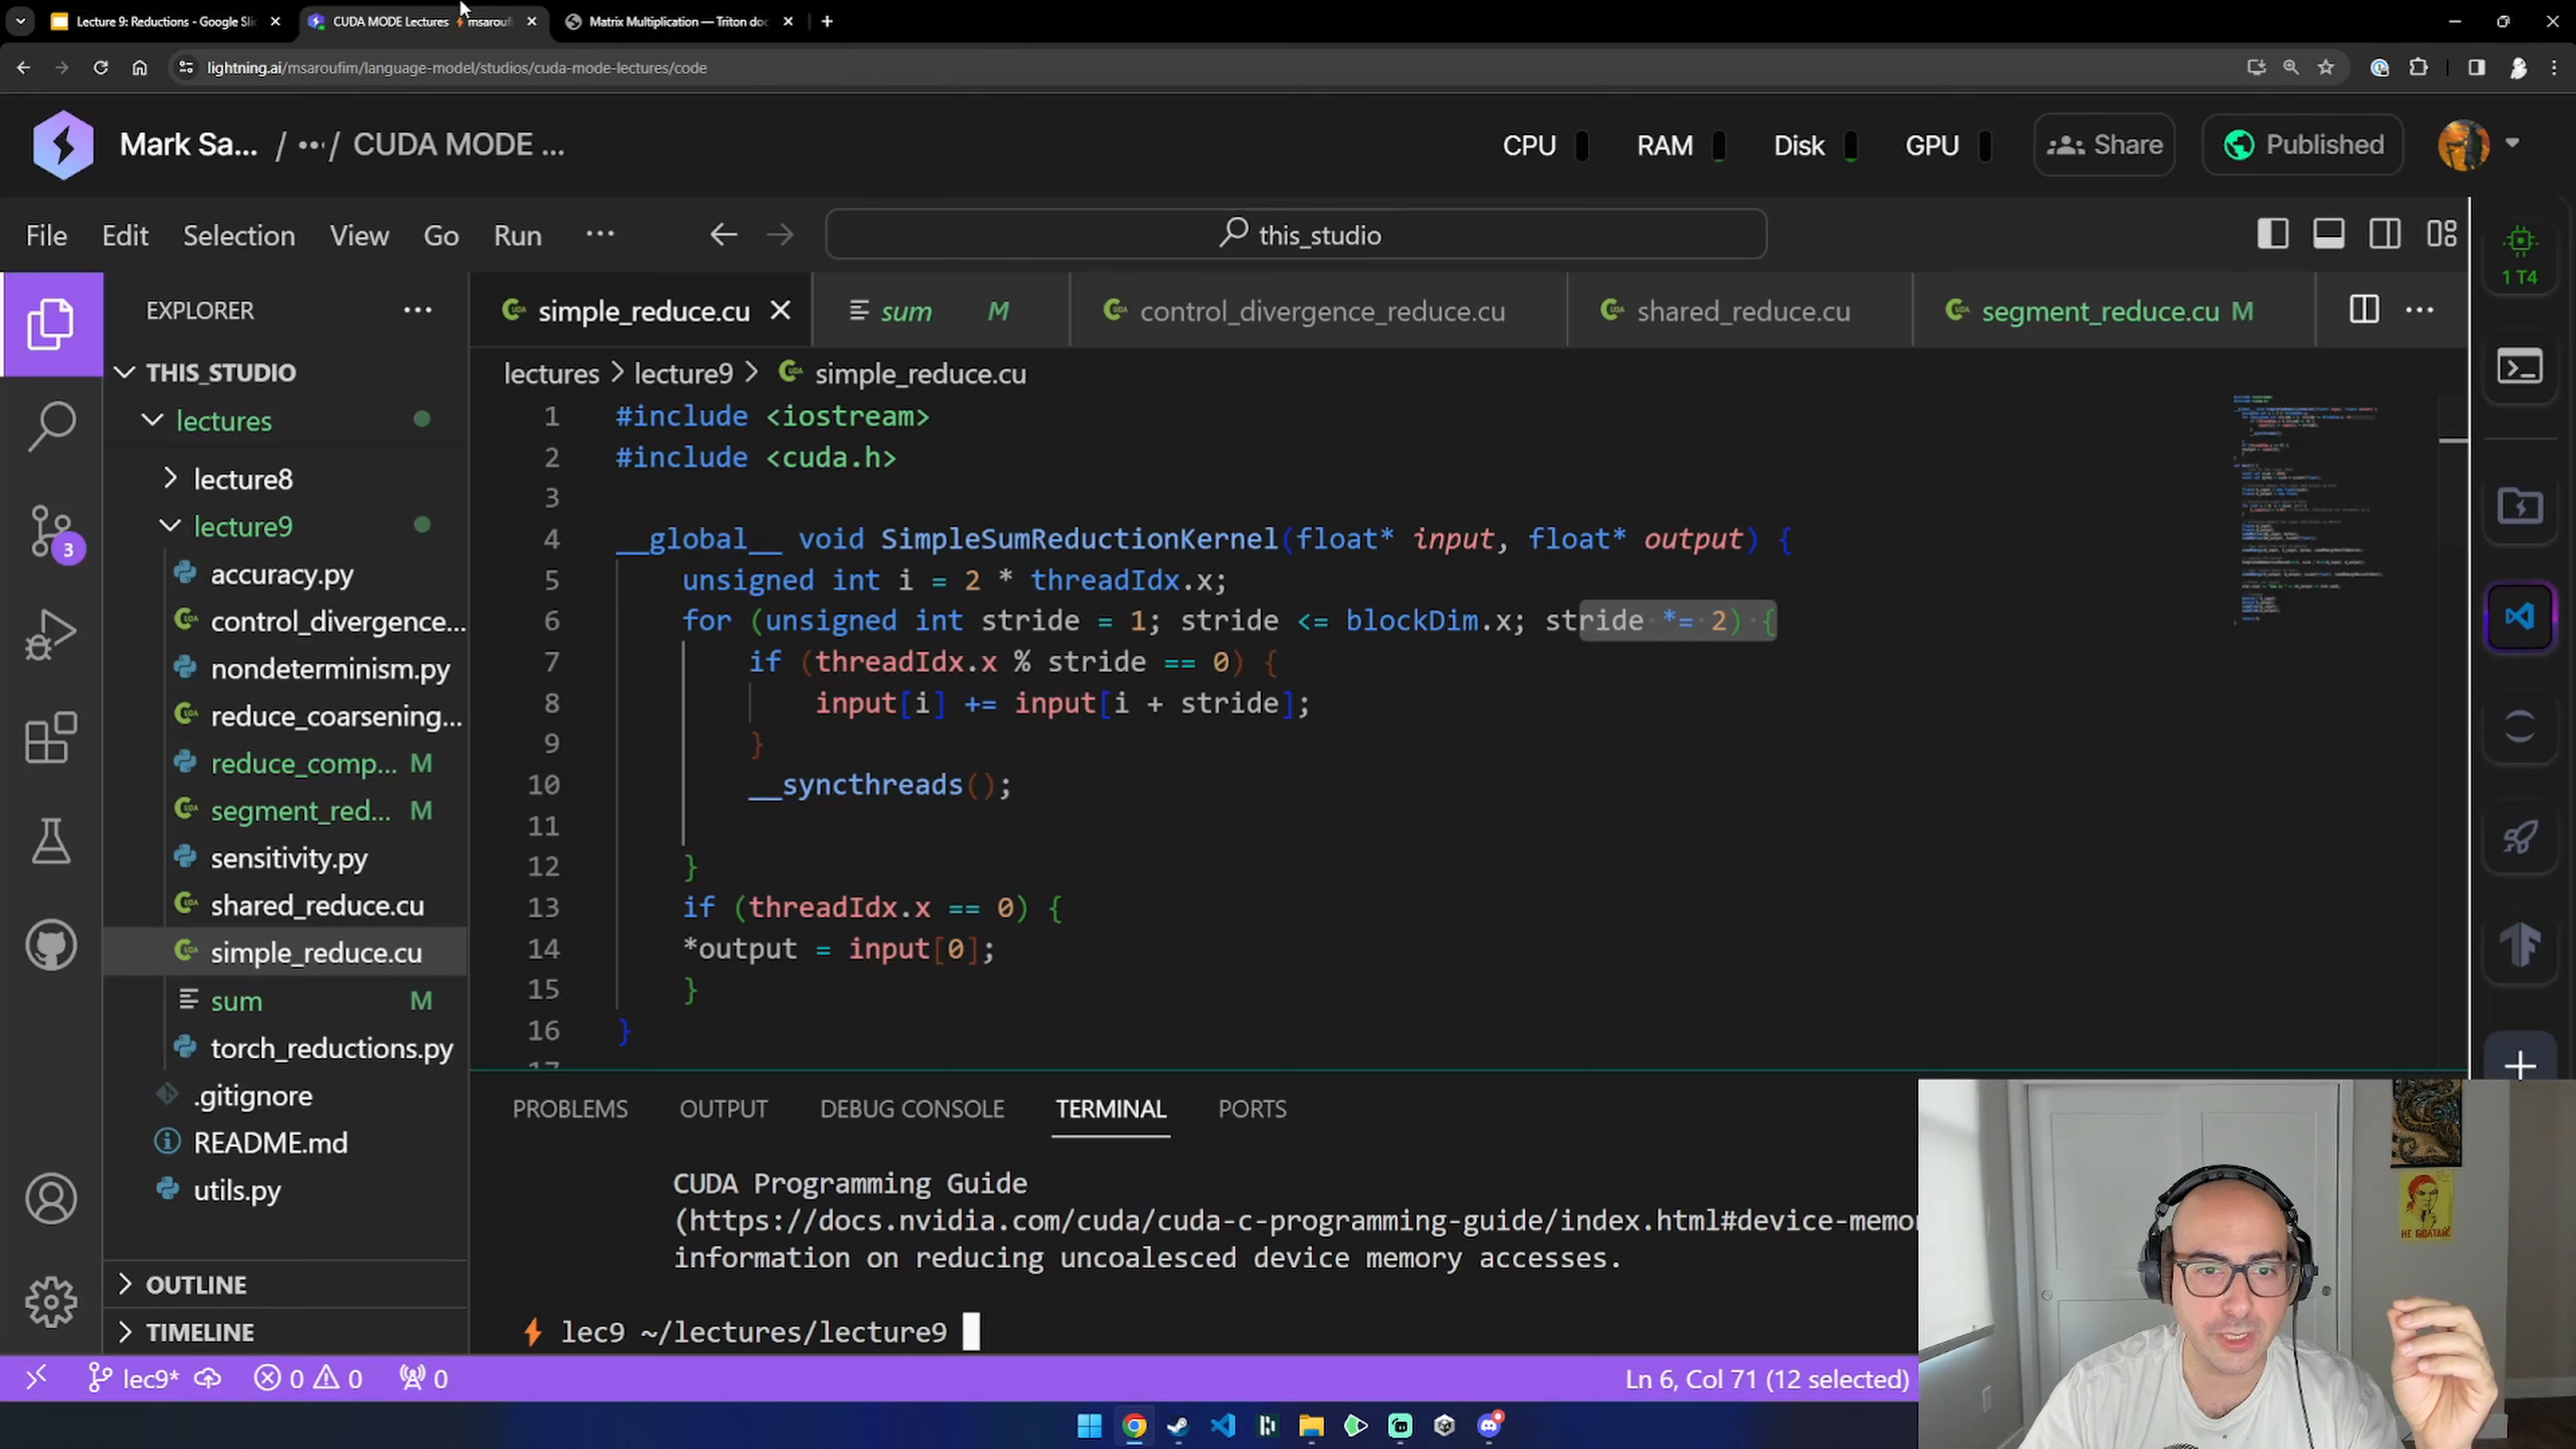 Lecture 9: Reductions - Google Sli
CUDA MODE Lectures ⚡ msaroufi
Matrix Multiplication — Triton doc
lightning.ai/msaroufim/language-model/studios/cuda-mode-lectures/code
Mark Sa... / ··· / CUDA MODE ...
CPU RAM Disk GPU Share Published
File Edit Selection View Go Run ···
this_studio
1 T4
EXPLORER
simple_reduce.cu
sum M
control_divergence_reduce.cu
shared_reduce.cu
segment_reduce.cu M
THIS_STUDIO
lectures
lecture8
lecture9
accuracy.py
control_divergence...
nondeterminism.py
reduce_coarsening...
reduce_comp... M
segment_red... M
sensitivity.py
shared_reduce.cu
simple_reduce.cu
sum M
torch_reductions.py
.gitignore
README.md
utils.py
OUTLINE
TIMELINE
3
lectures > lecture9 > simple_reduce.cu
1 #include <iostream>
2 #include <cuda.h>
3
4 __global__ void SimpleSumReductionKernel(float* input, float* output) {
5 unsigned int i = 2 * threadIdx.x;
6 for (unsigned int stride = 1; stride <= blockDim.x; stride *= 2) {
7 if (threadIdx.x % stride == 0) {
8 input[i] += input[i + stride];
9 }
10 __syncthreads();
11
12 }
13 if (threadIdx.x == 0) {
14 *output = input[0];
15 }
16 }
17
PROBLEMS OUTPUT DEBUG CONSOLE TERMINAL PORTS
CUDA Programming Guide
(https://docs.nvidia.com/cuda/cuda-c-programming-guide/index.html#device-memo
information on reducing uncoalesced device memory accesses.
lec9 ~/lectures/lecture9
lec9* 0 0 0
Ln 6, Col 71 (12 selected)
НЕ БОЛТАЙ!